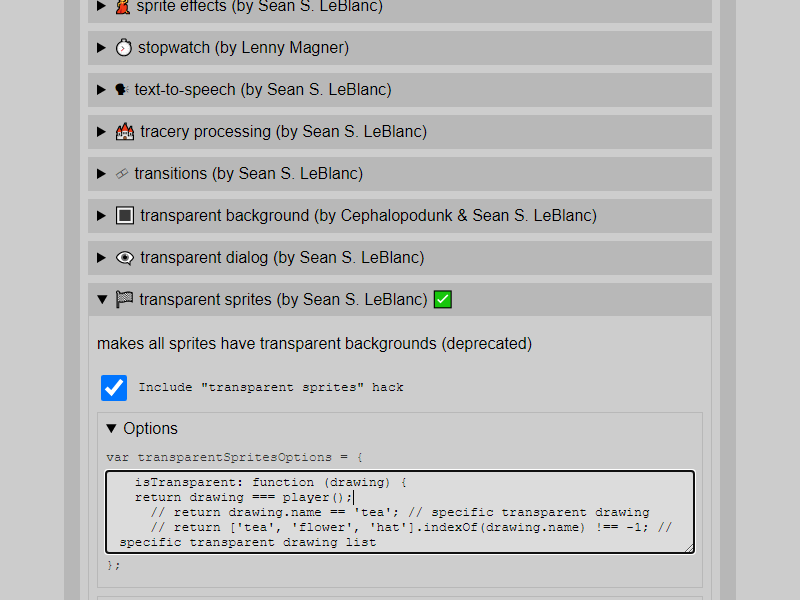 sprite effects (by Sean S. LeBlanc)
stopwatch (by Lenny Magner)
text-to-speech (by Sean S. LeBlanc)
tracery processing (by Sean S. LeBlanc)
transitions (by Sean S. LeBlanc)
transparent background (by Cephalopodunk & Sean S. LeBlanc)
transparent dialog (by Sean S. LeBlanc)
transparent sprites (by Sean S. LeBlanc)
makes all sprites have transparent backgrounds (deprecated)
Include "transparent sprites" hack
Options
var transparentSpritesOptions = {
isTransparent: function (drawing) {
return drawing === player();
// return drawing.name == 'tea'; // specific transparent drawing
// return ['tea', 'flower', 'hat'].indexOf(drawing.name) !== -1; //
specific transparent drawing list
};